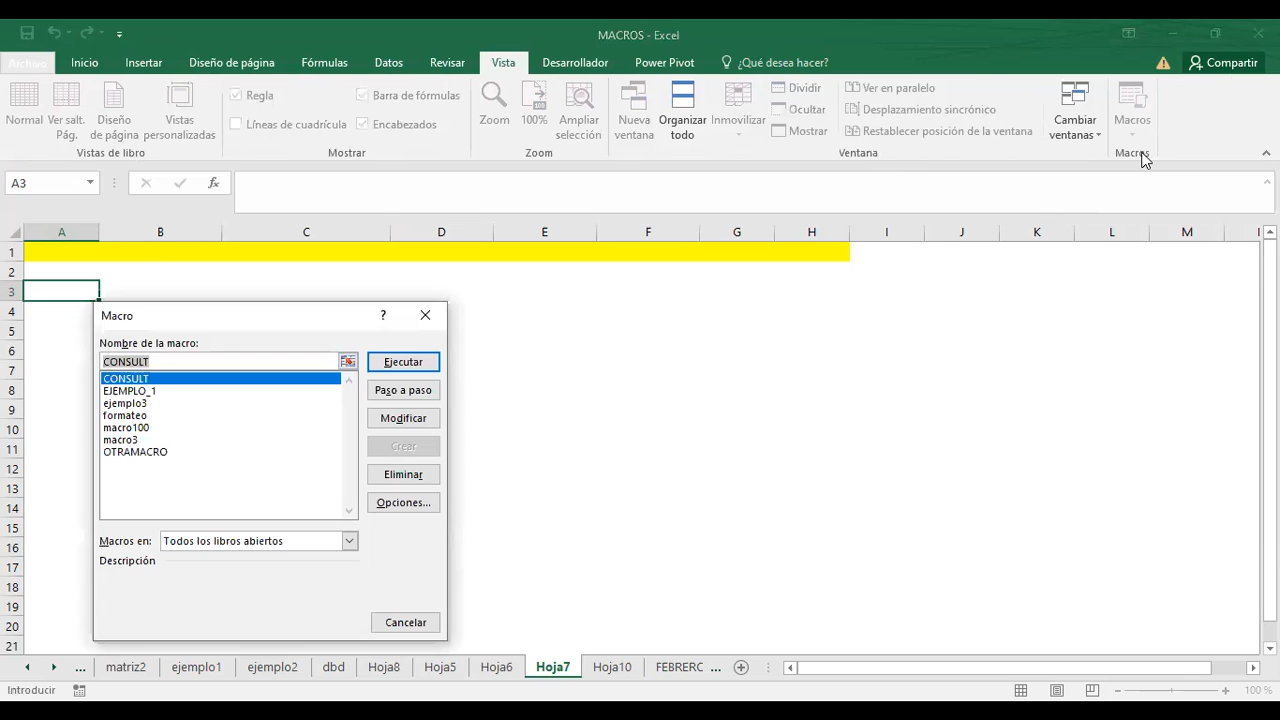 MACROS - Excel
Archivo Inicio Insertar Diseño de página Fórmulas Datos Revisar Vista Desarrollador Power Pivot ¿Qué desea hacer? Compartir
Normal Ver salt. Pág. Diseño de página Vistas personalizadas
Vistas de libro
Regla Barra de fórmulas
Líneas de cuadrícula Encabezados
Mostrar
Zoom 100% Ampliar selección
Zoom
Nueva ventana Organizar todo Inmovilizar
Dividir
Ocultar
Mostrar
Ver en paralelo
Desplazamiento sincrónico
Restablecer posición de la ventana
Cambiar ventanas
Ventana
Macros
Macros
A3 fx
A B C D E F G H I J K L M
1
2
3
4
5
6
7
8
9
10
11
12
13
14
15
16
17
18
19
20
21
Macro ?
Nombre de la macro:
CONSULT
CONSULT
EJEMPLO_1
ejemplo3
formateo
macro100
macro3
OTRAMACRO
Ejecutar
Paso a paso
Modificar
Crear
Eliminar
Opciones...
Macros en: Todos los libros abiertos
Descripción
Cancelar
... matriz2 ejemplo1 ejemplo2 dbd Hoja8 Hoja5 Hoja6 Hoja7 Hoja10 FEBRERC ...
Introducir 100 %